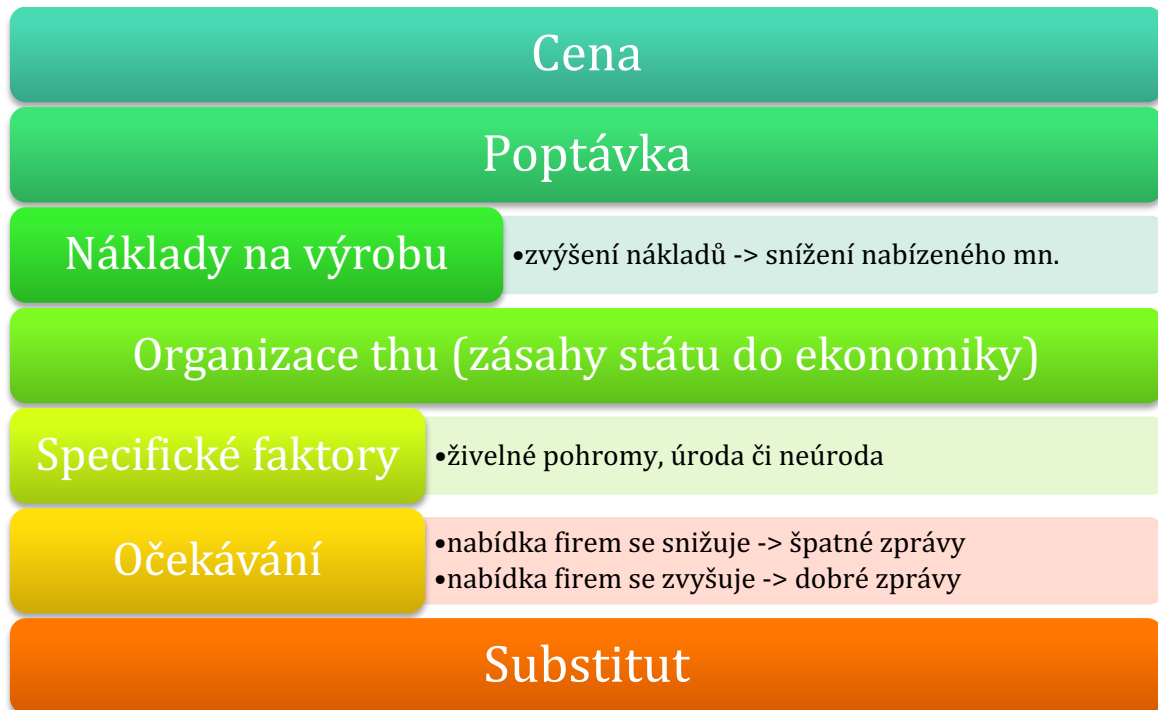 Cena
Poptávka
Náklady na výrobu
•zvýšení nákladů -> snížení nabízeného mn.
Organizace thu (zásahy státu do ekonomiky)
Specifické faktory
•živelné pohromy, úroda či neúroda
Očekávání
•nabídka firem se snižuje -> špatné zprávy
•nabídka firem se zvyšuje -> dobré zprávy
Substitut